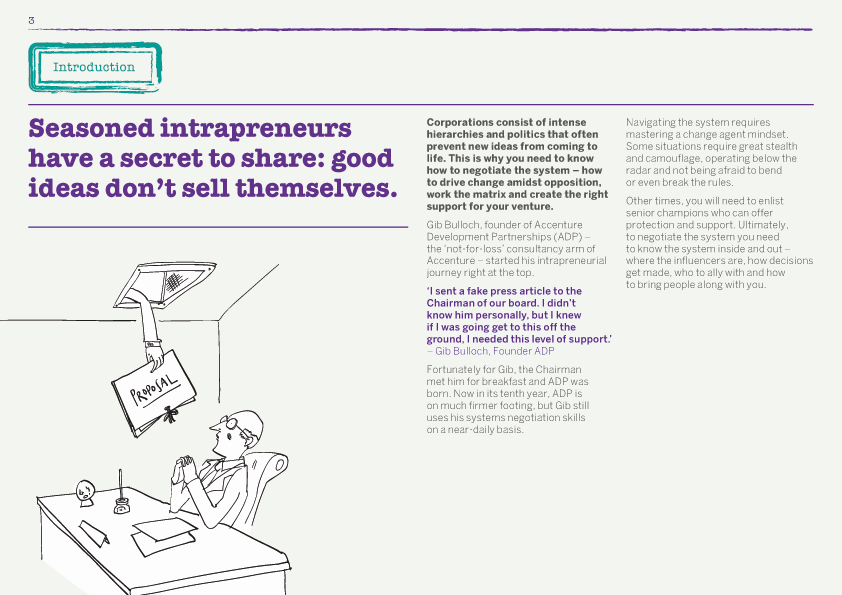 3
Introduction
Seasoned intrapreneurs
have a secret to share: good
ideas don't sell themselves.
Corporations consist of intense
hierarchies and politics that often
prevent new ideas from coming to
life. This is why you need to know
how to negotiate the system – how
to drive change amidst opposition,
work the matrix and create the right
support for your venture.
Gib Bulloch, founder of Accenture
Development Partnerships (ADP) –
the 'not-for-loss' consultancy arm of
Accenture – started his intrapreneurial
journey right at the top.
'I sent a fake press article to the
Chairman of our board. I didn't
know him personally, but I knew
if I was going get to this off the
ground, I needed this level of support.'
– Gib Bulloch, Founder ADP
Fortunately for Gib, the Chairman
met him for breakfast and ADP was
born. Now in its tenth year, ADP is
on much firmer footing, but Gib still
uses his systems negotiation skills
on a near-daily basis.
Navigating the system requires
mastering a change agent mindset.
Some situations require great stealth
and camouflage, operating below the
radar and not being afraid to bend
or even break the rules.
Other times, you will need to enlist
senior champions who can offer
protection and support. Ultimately,
to negotiate the system you need
to know the system inside and out –
where the influencers are, how decisions
get made, who to ally with and how
to bring people along with you.
PROPOSAL